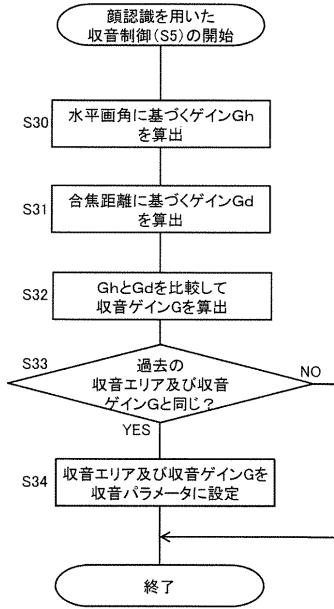 顔認識を用いた
収音制御(S5)の開始
S30
水平画角に基づくゲインGh
を算出
S31
合焦距離に基づくゲインGd
を算出
S32
GhとGdを比較して
収音ゲインGを算出
S33
過去の
収音エリア及び収音
ゲインGと同じ？
NO
YES
S34
収音エリア及び収音ゲインGを
収音パラメータに設定
終了